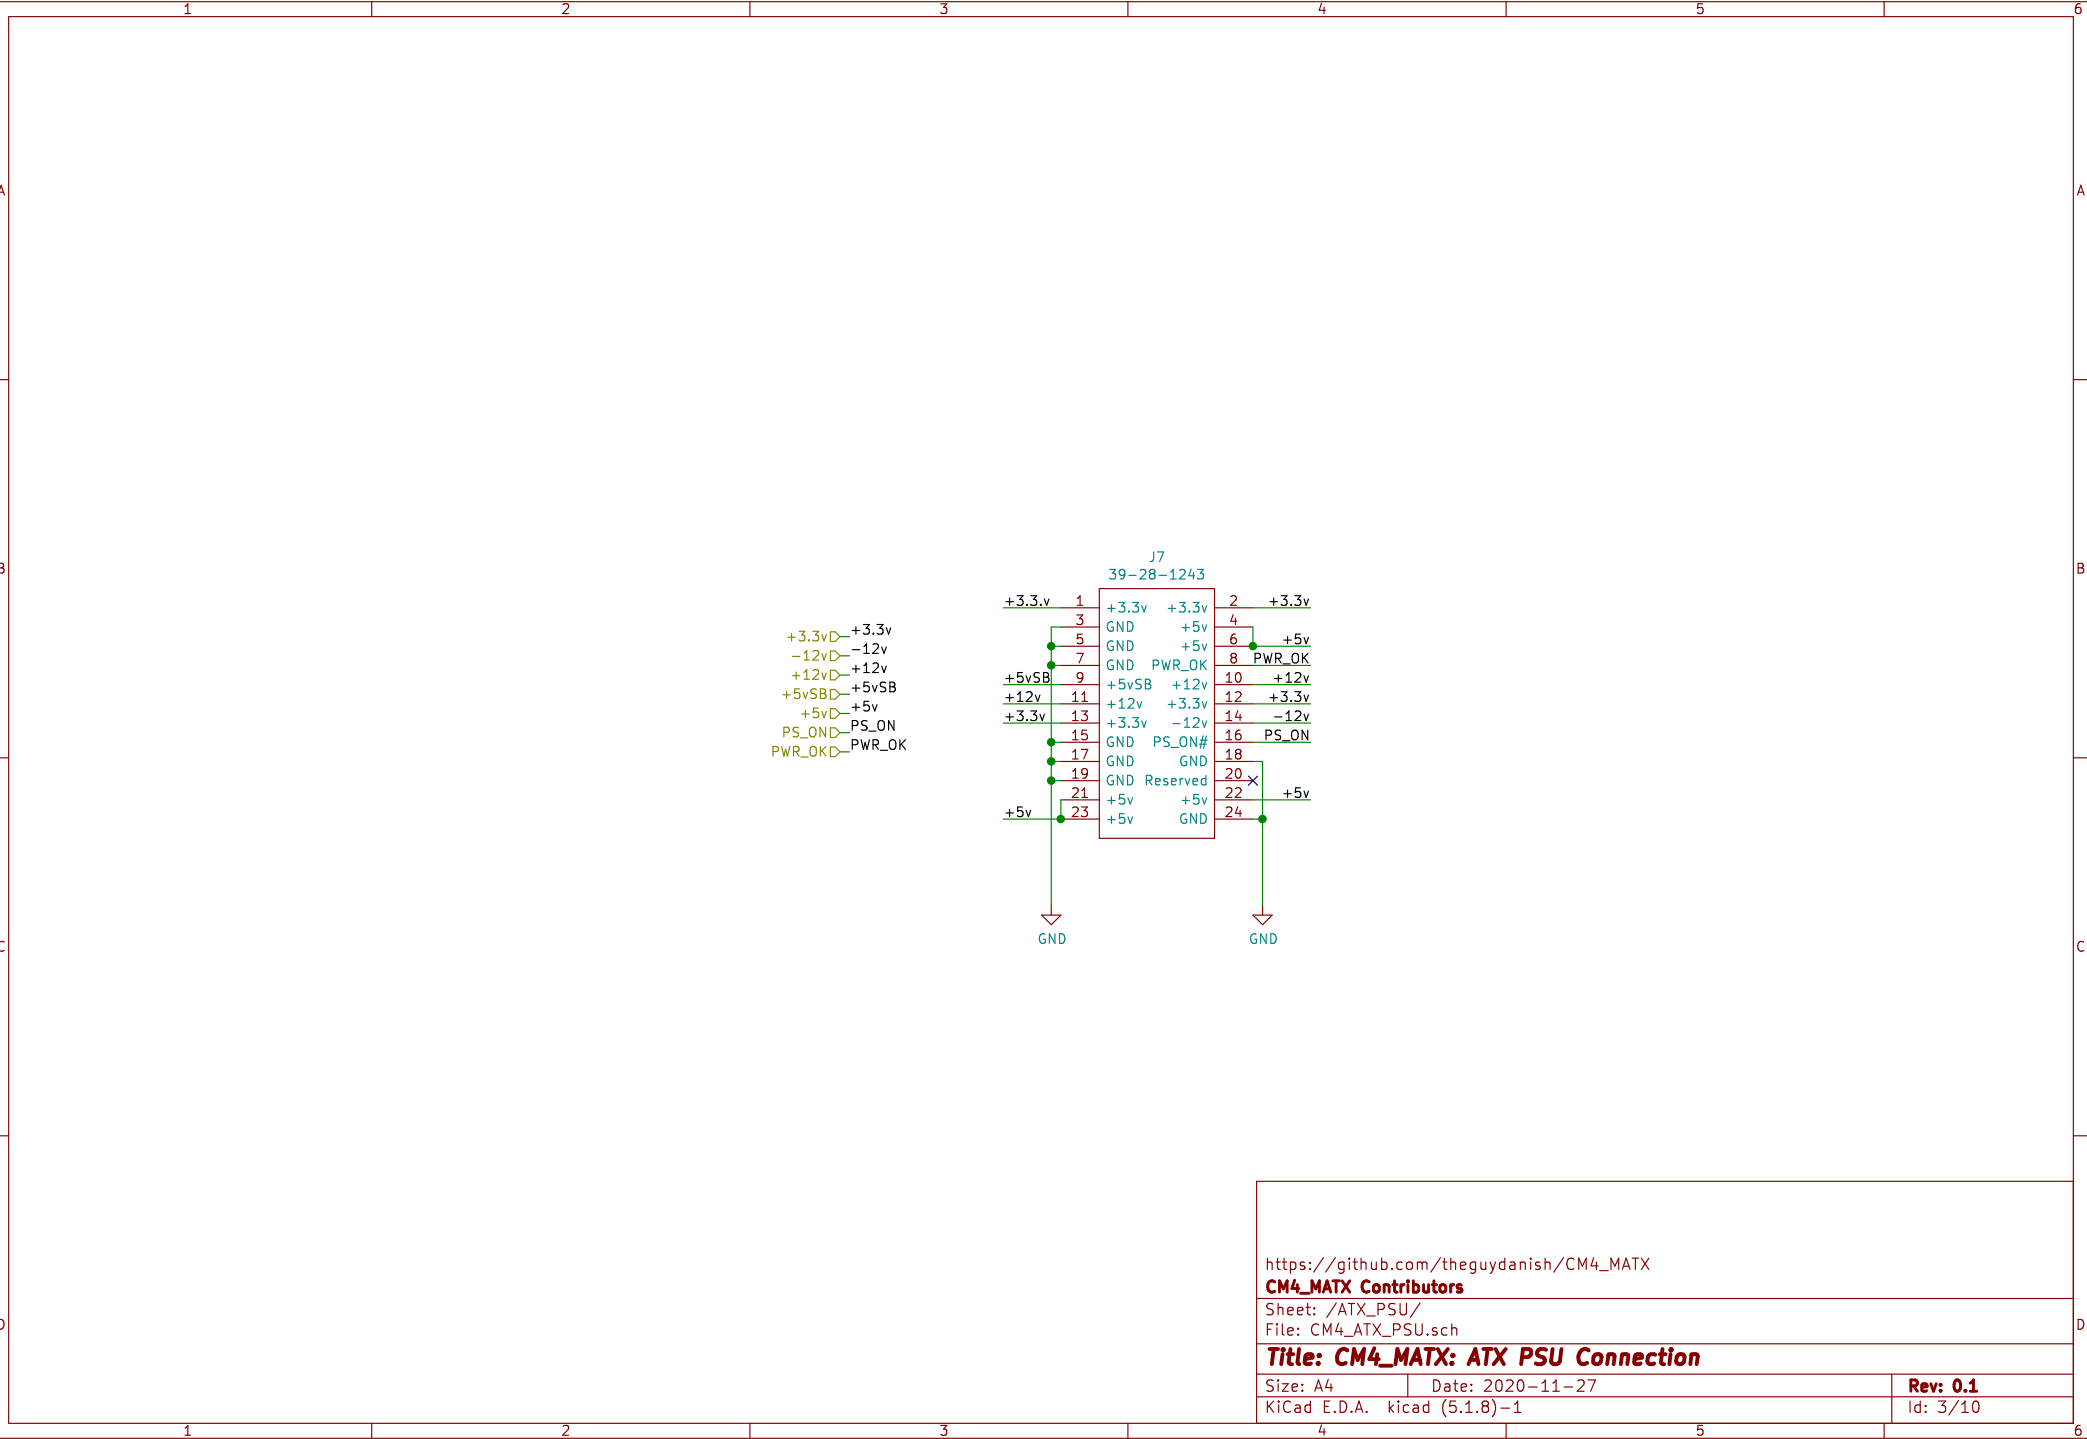 1 2 3 4 5 6
A A
J7
39-28-1243
B B
+3.3.v 1 +3.3v +3.3v 2 +3.3v
3 GND +5v 4
+3.3v +3.3v
5 GND +5v 6 +5v
-12v -12v
7 GND PWR_OK 8 PWR_OK
+12v +12v
+5vSB 9 +5vSB +12v 10 +12v
+5vSB +5vSB
+12v 11 +12v +3.3v 12 +3.3v
+5v +5v
+3.3v 13 +3.3v -12v 14 -12v
PS_ON PS_ON
15 GND PS_ON# 16 PS_ON
PWR_OK PWR_OK
17 GND GND 18
19 GND Reserved 20
21 +5v +5v 22 +5v
+5v 23 +5v GND 24
GND GND
C C
https://github.com/theguydanish/CM4_MATX
CM4_MATX Contributors
Sheet: /ATX_PSU/
D D
File: CM4_ATX_PSU.sch
Title: CM4_MATX: ATX PSU Connection
Size: A4 Date: 2020-11-27 Rev: 0.1
KiCad E.D.A. kicad (5.1.8)-1 Id: 3/10
1 2 3 4 5 6